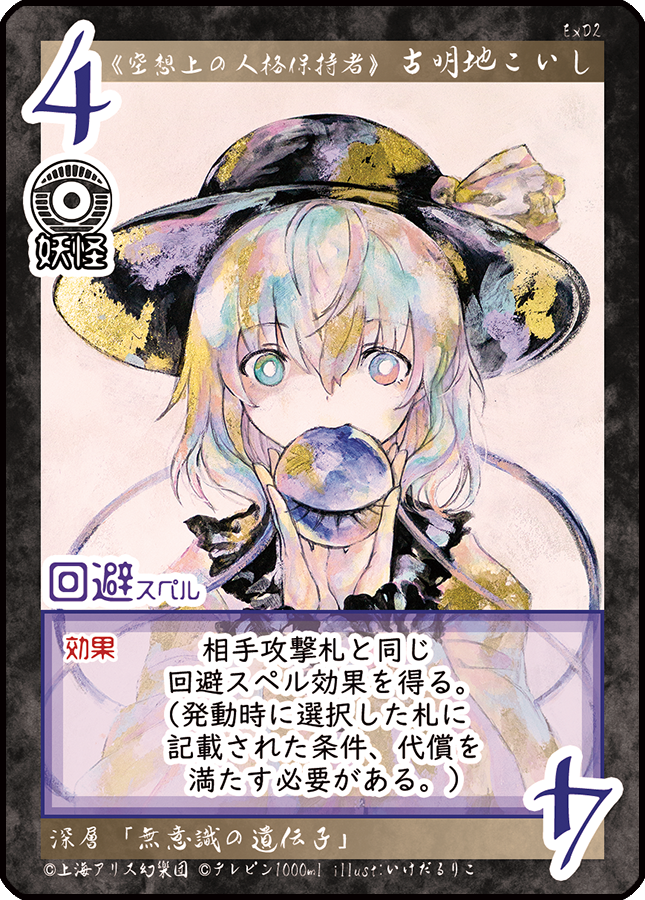 ExD2
4
《空想上の人格保持者》 古明地こいし
妖怪
回避スペル
効果
相手攻撃札と同じ
回避スペル効果を得る。
(発動時に選択した札に
記載された条件、代償を
満たす必要がある。)
4
深層 「無意識の遺伝子」
©上海アリス幻樂団 ©テレピン1000ml illust:いけだるりこ